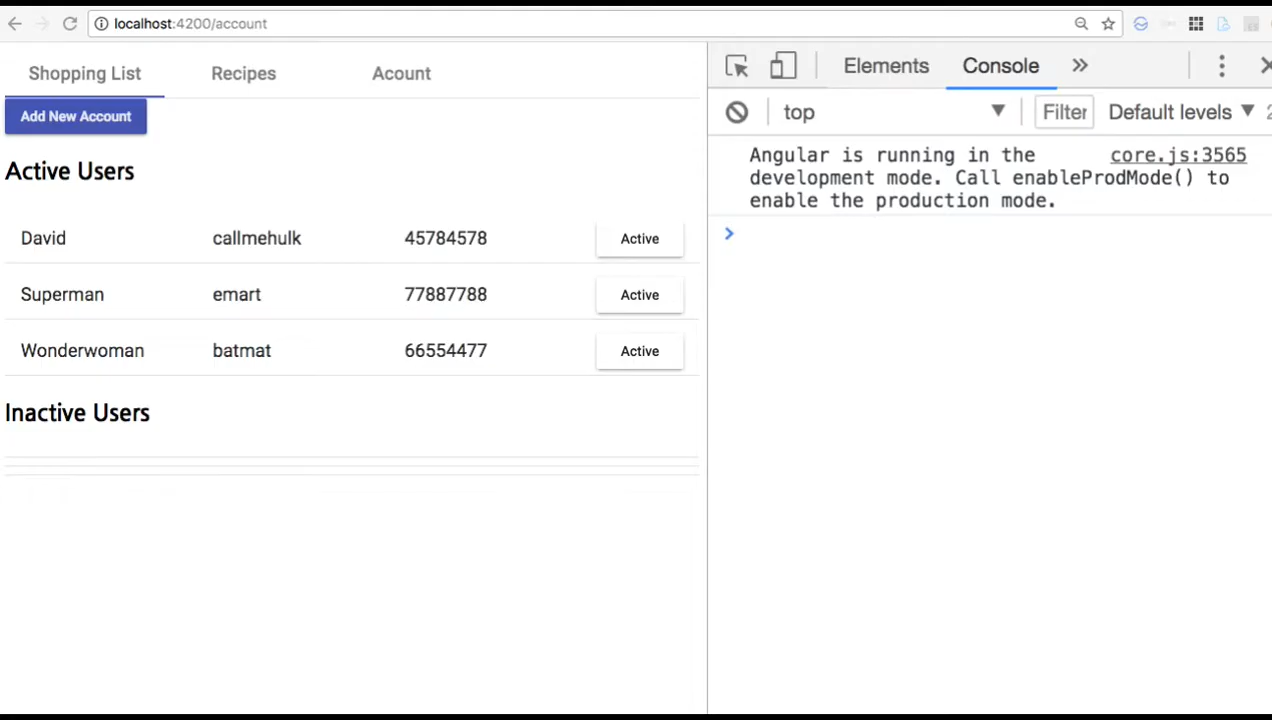 localhost:4200/account
Shopping List Recipes Acount
Add New Account
Active Users
David callmehulk 45784578 Active
Superman emart 77887788 Active
Wonderwoman batmat 66554477 Active
Inactive Users
Elements Console »
top Filter Default levels
Angular is running in the core.js:3565
development mode. Call enableProdMode() to
enable the production mode.